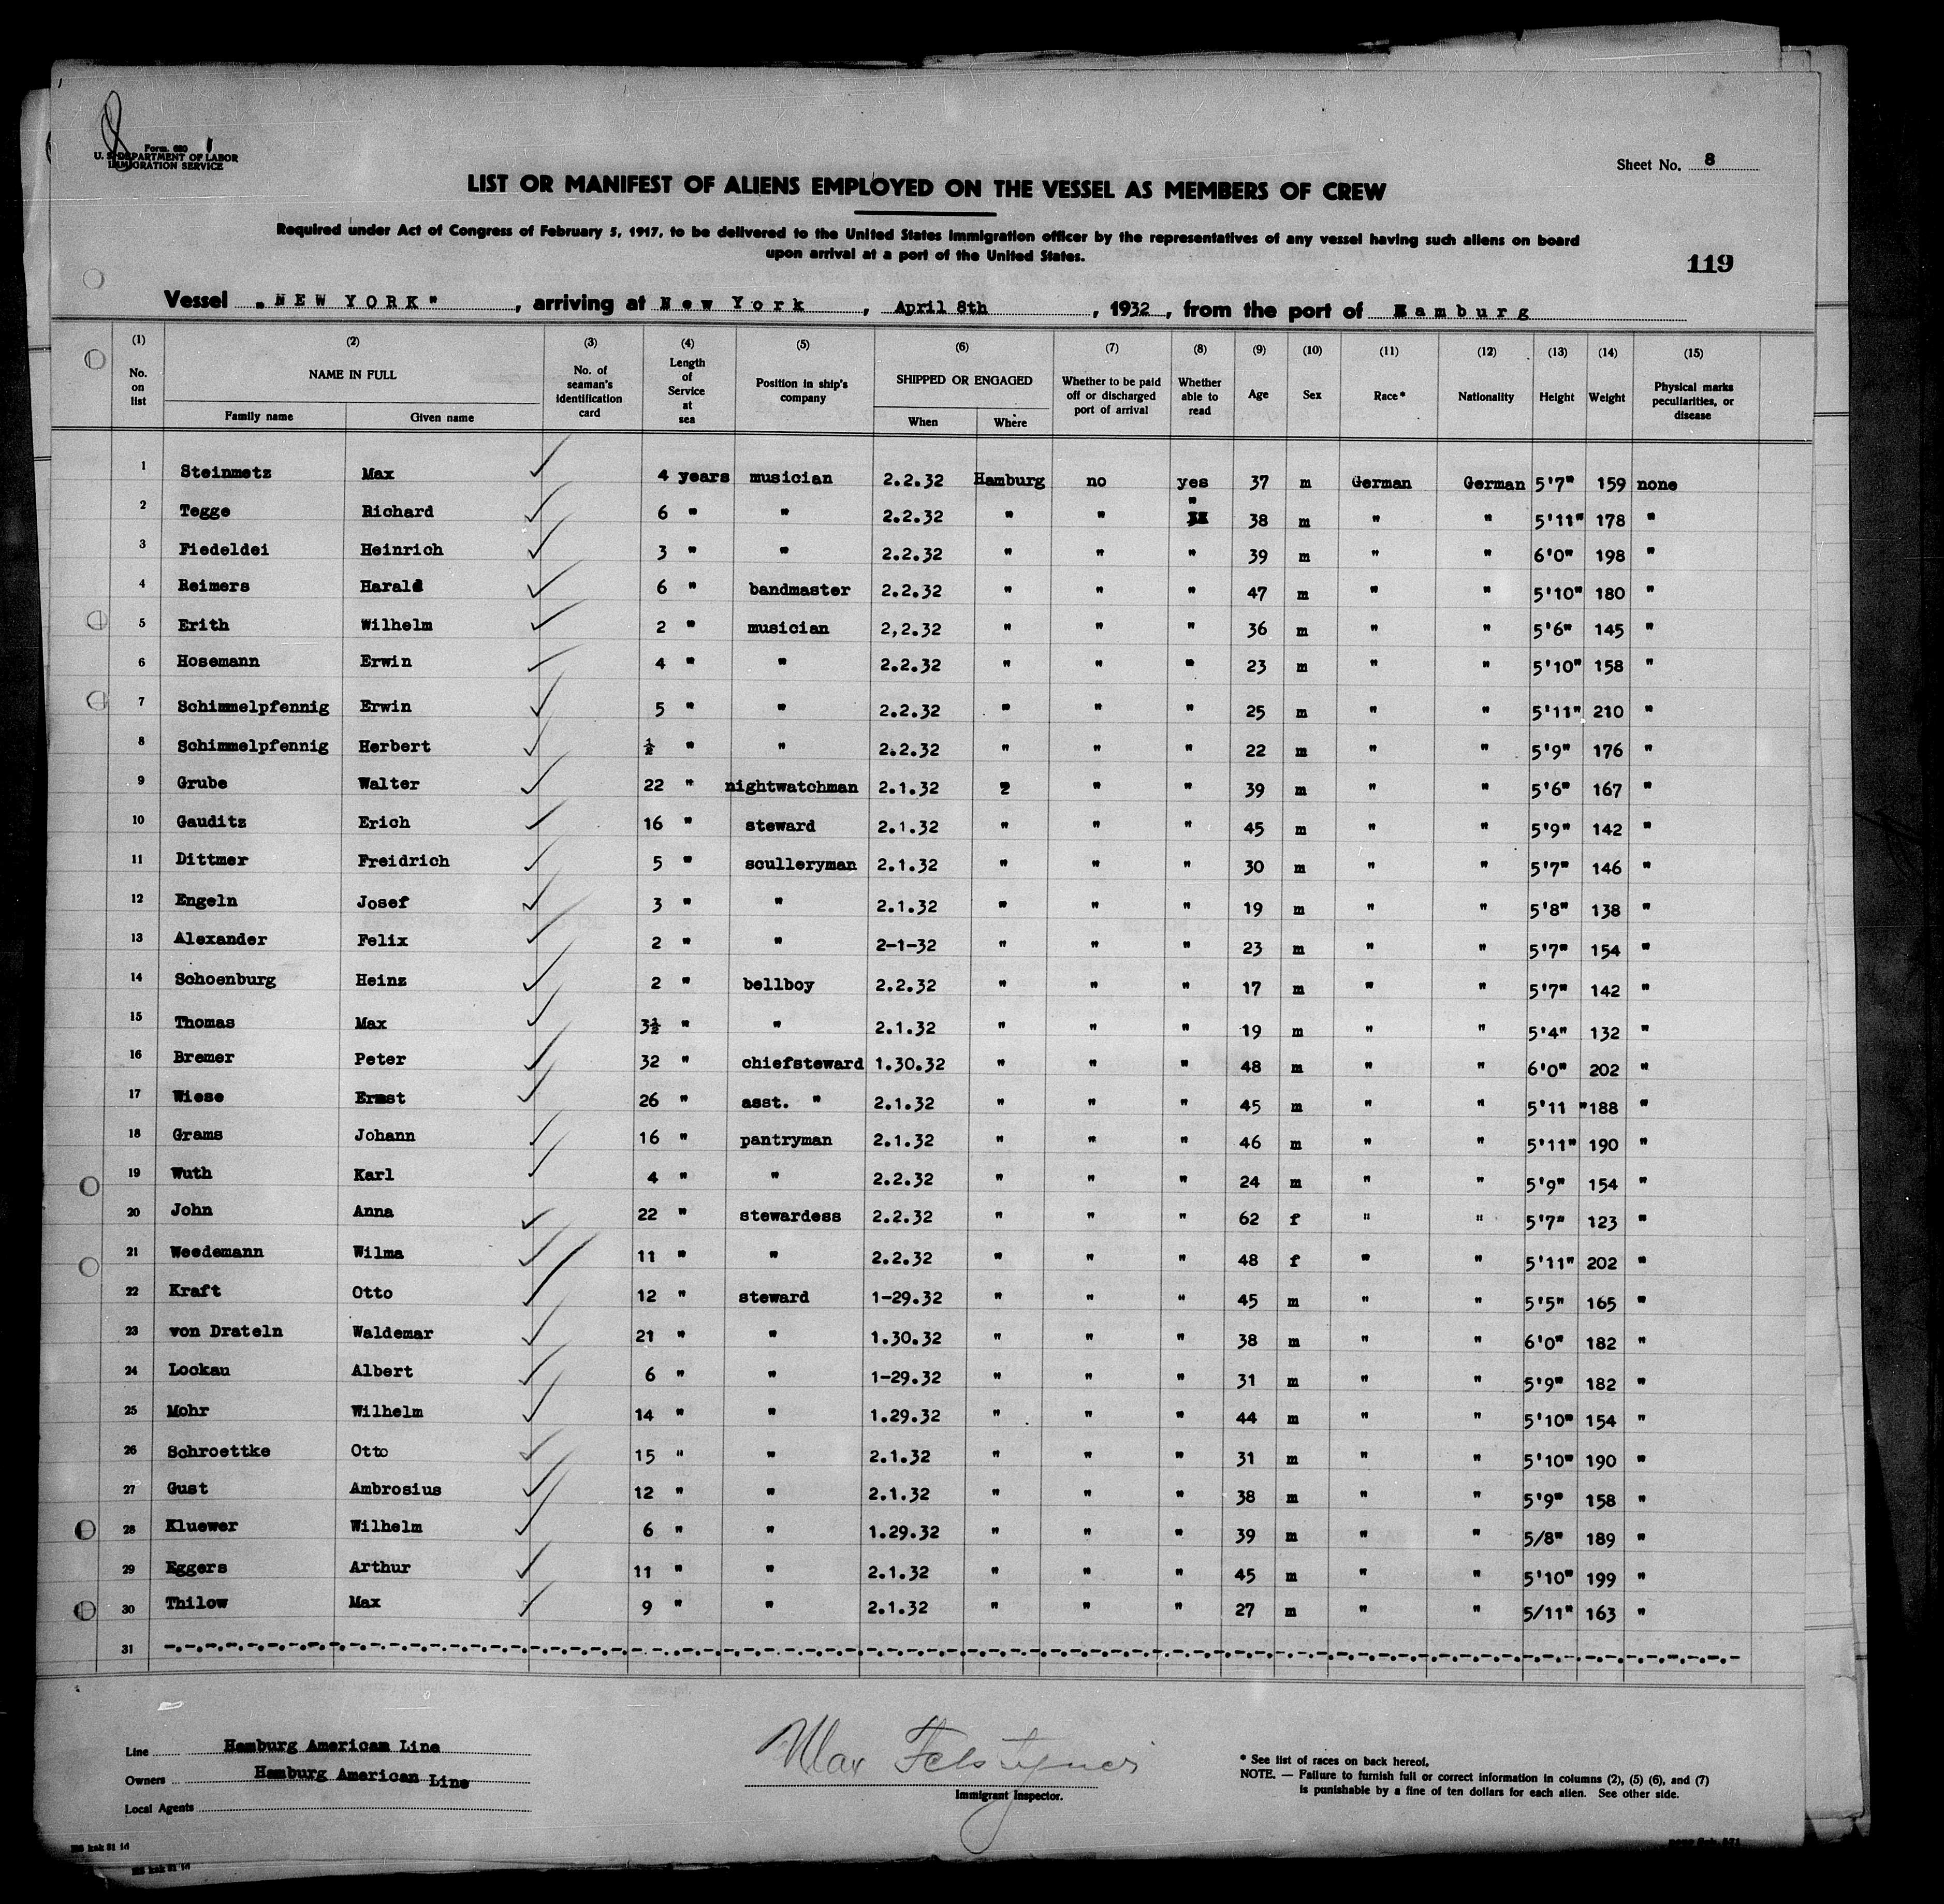 8
Form 680
U. S. DEPARTMENT OF LABOR
IMMIGRATION SERVICE
Sheet No. 8
LIST OR MANIFEST OF ALIENS EMPLOYED ON THE VESSEL AS MEMBERS OF CREW
Required under Act of Congress of February 5, 1917, to be delivered to the United States Immigration officer by the representatives of any vessel having such aliens on board
upon arrival at a port of the United States.
119
Vessel "NEW YORK", arriving at New York, April 8th, 1932, from the port of Hamburg
(1) (2) (3) (4) (5) (6) (7) (8) (9) (10) (11) (12) (13) (14) (15)
No. on list NAME IN FULL Family name Given name No. of seaman's identification card Length of Service at sea Position in ship's company SHIPPED OR ENGAGED When Where Whether to be paid off or discharged port of arrival Whether able to read Age Sex Race* Nationality Height Weight Physical marks peculiarities, or disease
1 Steinmetz Max 4 years musician 2.2.32 Hamburg no yes 37 m German German 5'7" 159 none
2 Tegge Richard 6 " " 2.2.32 " " " 38 m " " 5'11" 178 "
3 Fiedeldei Heinrich 3 " " 2.2.32 " " " 39 m " " 6'0" 198 "
4 Reimers Harald 6 " bandmaster 2.2.32 " " " 47 m " " 5'10" 180 "
5 Erith Wilhelm 2 " musician 2,2.32 " " " 36 m " " 5'6" 145 "
6 Hosemann Erwin 4 " " 2.2.32 " " " 23 m " " 5'10" 158 "
7 Schimmelpfennig Erwin 5 " " 2.2.32 " " " 25 m " " 5'11" 210 "
8 Schimmelpfennig Herbert ½ " " 2.2.32 " " " 22 m " " 5'9" 176 "
9 Grube Walter 22 " nightwatchman 2.1.32 2 " " 39 m " " 5'6" 167 "
10 Gauditz Erich 16 " steward 2.1.32 " " " 45 m " " 5'9" 142 "
11 Dittmer Freidrich 5 " sculleryman 2.1.32 " " " 30 m " " 5'7" 146 "
12 Engeln Josef 3 " " 2.1.32 " " " 19 m " " 5'8" 138 "
13 Alexander Felix 2 " " 2-1-32 " " " 23 m " " 5'7" 154 "
14 Schoenburg Heinz 2 " bellboy 2.2.32 " " " 17 m " " 5'7" 142 "
15 Thomas Max 3½ " " 2.1.32 " " " 19 m " " 5'4" 132 "
16 Bremer Peter 32 " chiefsteward 1.30.32 " " " 48 m " " 6'0" 202 "
17 Wiese Ernst 26 " asst. " 2.1.32 " " " 45 m " " 5'11 "188 "
18 Grams Johann 16 " pantryman 2.1.32 " " " 46 m " " 5'11" 190 "
19 Wuth Karl 4 " " 2.2.32 " " " 24 m " " 5'9" 154 "
20 John Anna 22 " stewardess 2.2.32 " " " 62 f " " 5'7" 123 "
21 Weedemann Wilma 11 " " 2.2.32 " " " 48 f " " 5'11" 202 "
22 Kraft Otto 12 " steward 1-29.32 " " " 45 m " " 5'5" 165 "
23 von Drateln Waldemar 21 " " 1.30.32 " " " 38 m " " 6'0" 182 "
24 Lockau Albert 6 " " 1-29.32 " " " 31 m " " 5'9" 182 "
25 Mohr Wilhelm 14 " " 1.29.32 " " " 44 m " " 5'10" 154 "
26 Schroettke Otto 15 " " 2.1.32 " " " 31 m " " 5'10" 190 "
27 Gust Ambrosius 12 " " 2.1.32 " " " 38 m " " 5'9" 158 "
28 Kluewer Wilhelm 6 " " 1.29.32 " " " 39 m " " 5/8" 189 "
29 Eggers Arthur 11 " " 2.1.32 " " " 45 m " " 5'10" 199 "
30 Thilow Max 9 " " 2.1.32 " " " 27 m " " 5/11" 163 "
31
Line Hamburg American Line
Owners Hamburg American Line
Local Agents
Max
Immigrant Inspector.
* See list of races on back hereof,
NOTE. — Failure to furnish full or correct information in columns (2), (5) (6), and (7)
is punishable by a fine of ten dollars for each alien. See other side.